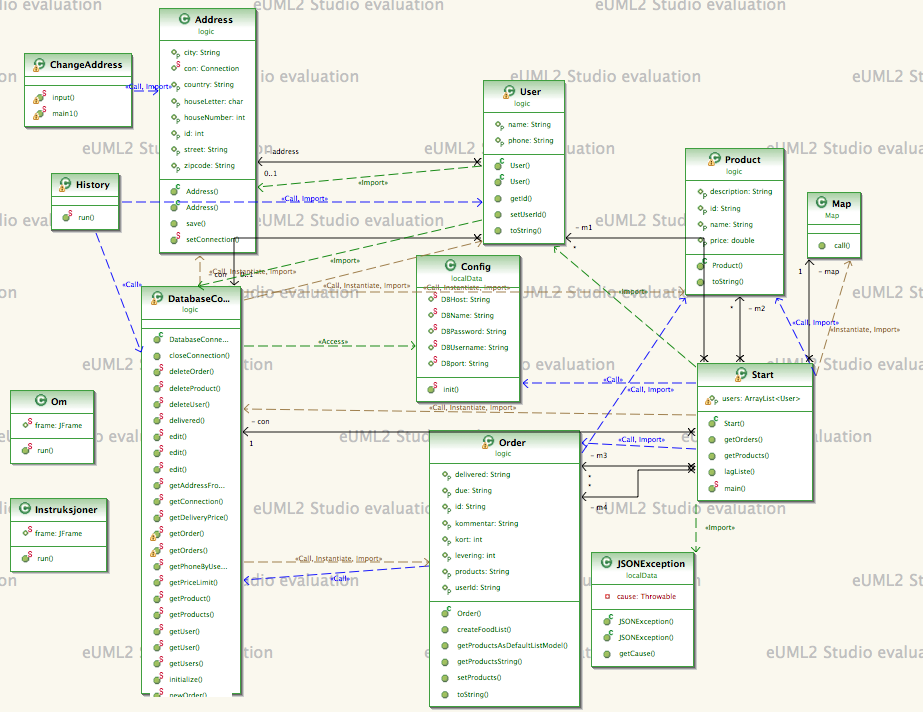 eUML2 Studio evaluation
eUML2 Studio evaluation
eUML2 Studio evaluation
Address
logic
city: String
con: Connection
country: String
houseLetter: char
houseNumber: int
id: int
street: String
zipcode: String
Address()
Address()
save()
setConnection()
ChangeAddress
input()
main1()
«Call, Import»
User
logic
name: String
phone: String
User()
User()
getId()
setUserId()
toString()
Product
logic
description: String
id: String
name: String
price: double
Product()
toString()
Map
Map
call()
History
run()
address
0..1
«Import»
«Call, Import»
«Import»
con
0..1
«Call, Instantiate, Import»
«Call, Instantiate, Import»
«Call»
~ m1
*
«Import»
1
~ map
*
~ m2
«Call, Import»
«Instantiate, Import»
Config
localData
DBHost: String
DBName: String
DBPassword: String
DBUsername: String
DBport: String
init()
«Access»
DatabaseCo...
logic
DatabaseConne...
closeConnection()
deleteOrder()
deleteProduct()
deleteUser()
delivered()
edit()
edit()
edit()
getAddressFro...
getConnection()
getDeliveryPrice()
getOrder()
getOrders()
getPhoneByUse...
getPriceLimit()
getProduct()
getProducts()
getUser()
getUser()
getUsers()
initialize()
newOrder()
Start
users: ArrayList<User>
Start()
getOrders()
getProducts()
lagListe()
main()
«Call»
«Call, Import»
«Call, Instantiate, Import»
~ con
1
«Call, Import»
~ m3
*
*
~ m4
«Import»
Om
frame: JFrame
run()
Instruksjoner
frame: JFrame
run()
Order
logic
delivered: String
due: String
id: String
kommentar: String
kort: int
levering: int
products: String
userId: String
Order()
createFoodList()
getProductsAsDefaultListModel()
getProductsString()
setProducts()
toString()
«Call, Instantiate, Import»
«Call»
JSONException
localData
cause: Throwable
JSONException()
JSONException()
getCause()